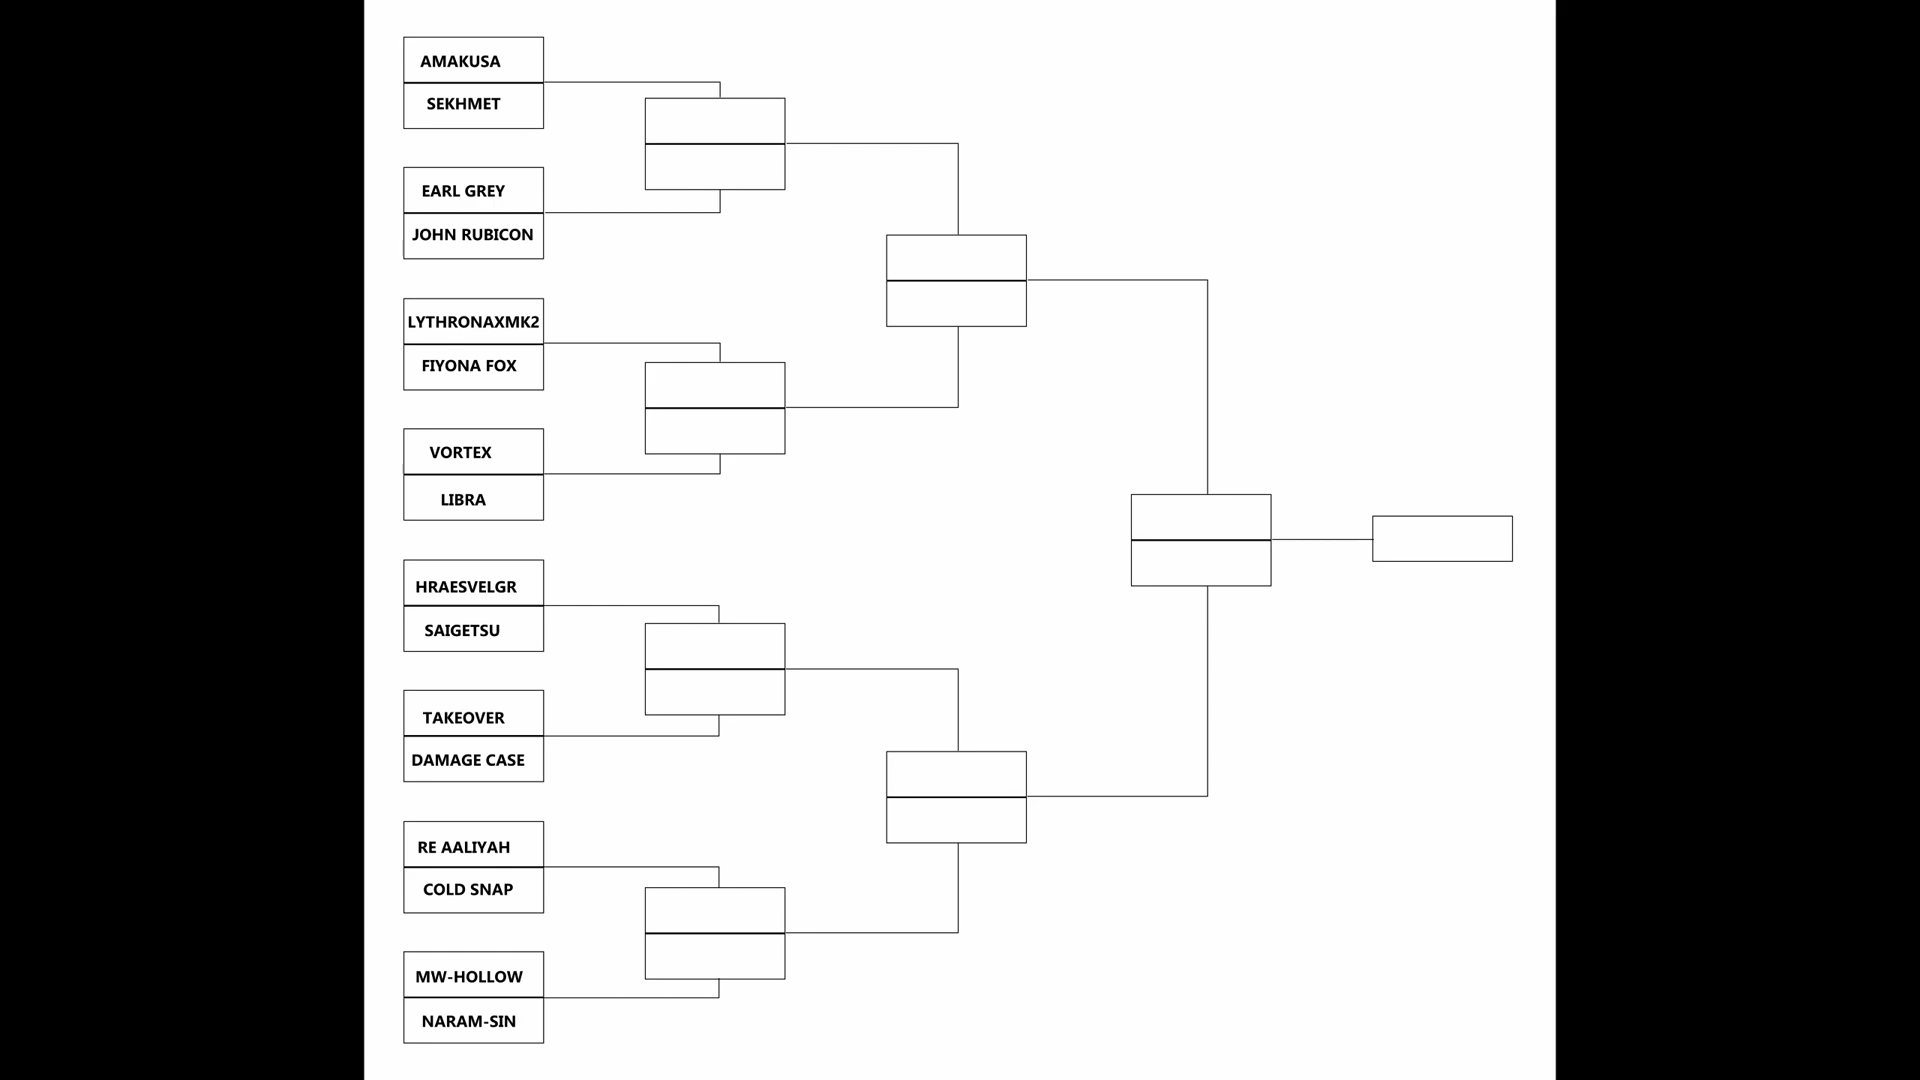 AMAKUSA
SEKHMET
EARL GREY
JOHN RUBICON
LYTHRONAXMK2
FIYONA FOX
VORTEX
LIBRA
HRAESVELGR
SAIGETSU
TAKEOVER
DAMAGE CASE
RE AALIYAH
COLD SNAP
MW-HOLLOW
NARAM-SIN